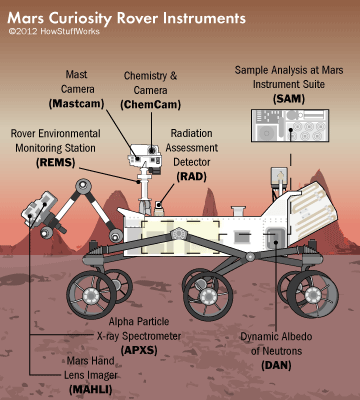 Mars Curiosity Rover Instruments
©2012 HowStuffWorks
Mast
Camera
(Mastcam)
Chemistry &
Camera
(ChemCam)
Sample Analysis at Mars
Instrument Suite
(SAM)
Rover Environmental
Monitoring Station
(REMS)
Radiation
Assessment
Detector
(RAD)
Alpha Particle
X-ray Spectrometer
(APXS)
Mars Hand
Lens Imager
(MAHLI)
Dynamic Albedo
of Neutrons
(DAN)